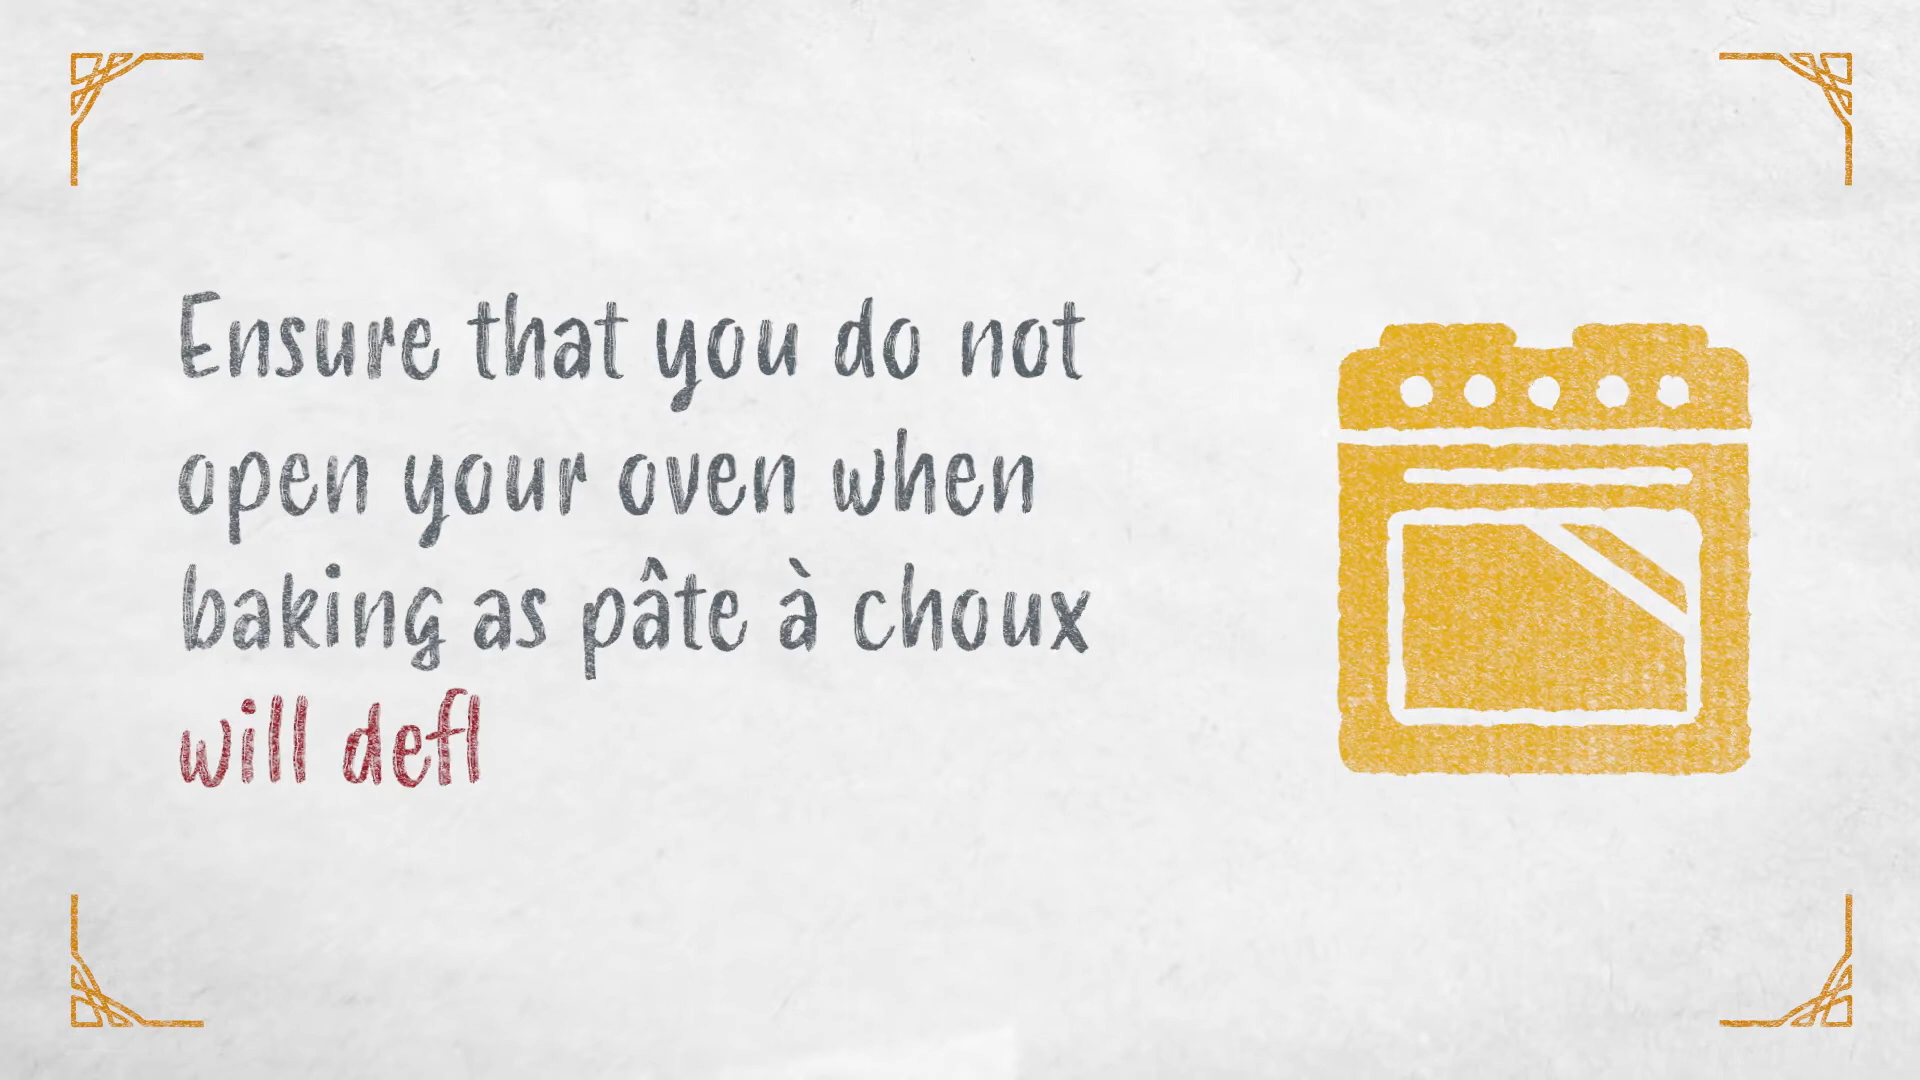 Ensure that you do not
open your oven when
baking as pâte à choux
will defl